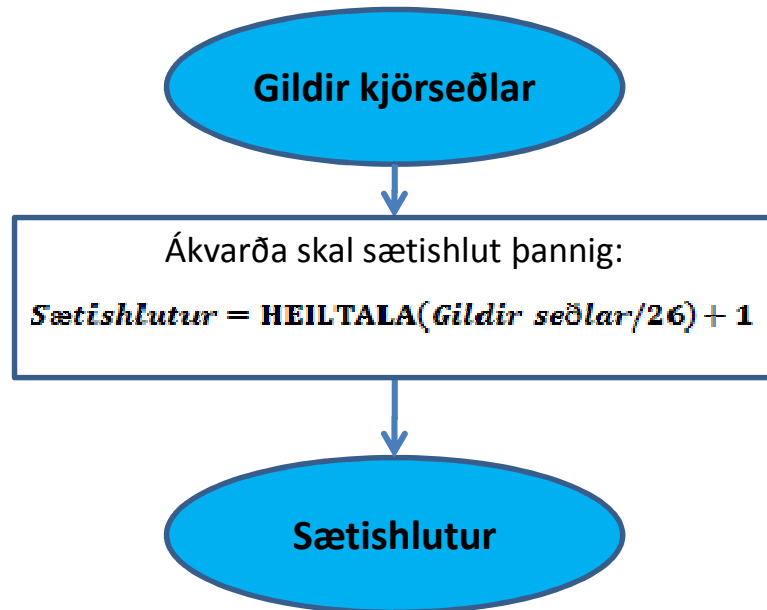 Gildir kjörseðlar
Ákvarða skal sætishlut þannig:
Sætishlutur = HEILTALA(Gildir seðlar/26) + 1
Sætishlutur